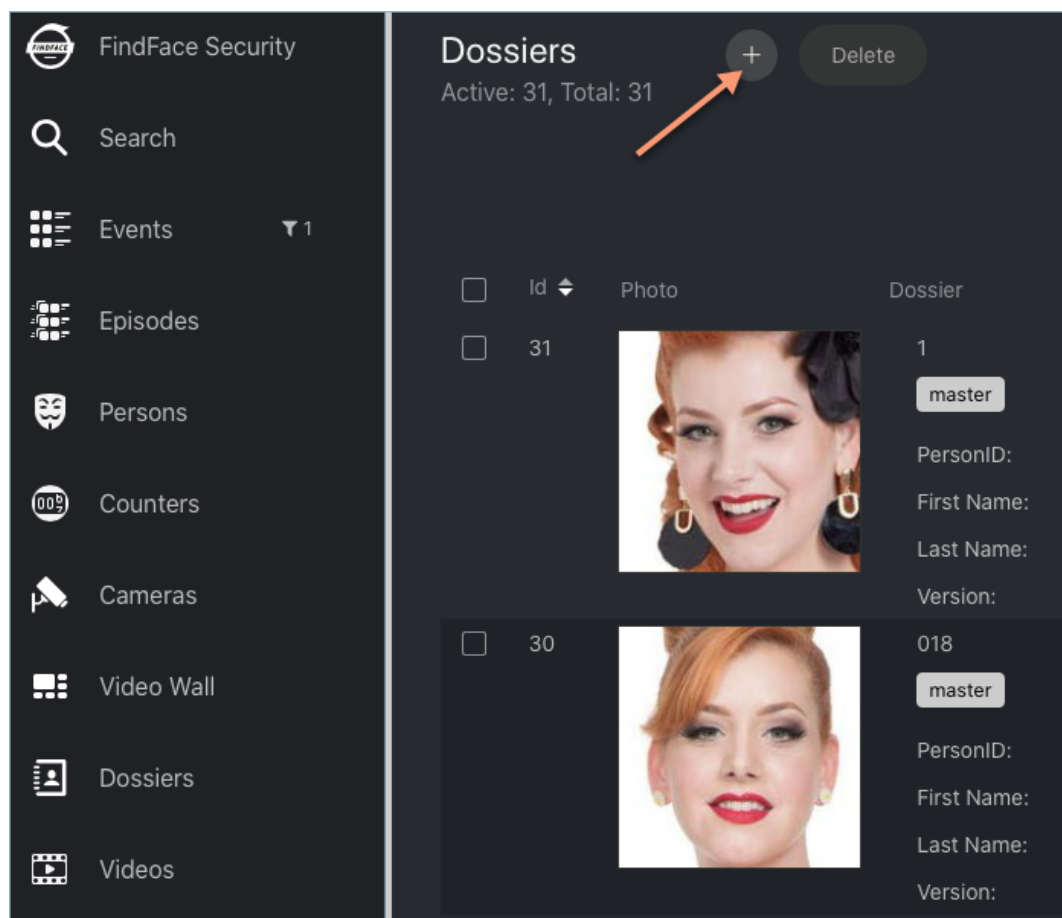 FINDFACE
FindFace Security
Search
Events 1
Episodes
Persons
Counters
Cameras
Video Wall
Dossiers
Videos
Dossiers + Delete
Active: 31, Total: 31
Id Photo Dossier
31 1
master
PersonID:
First Name:
Last Name:
Version:
30 018
master
PersonID:
First Name:
Last Name:
Version: